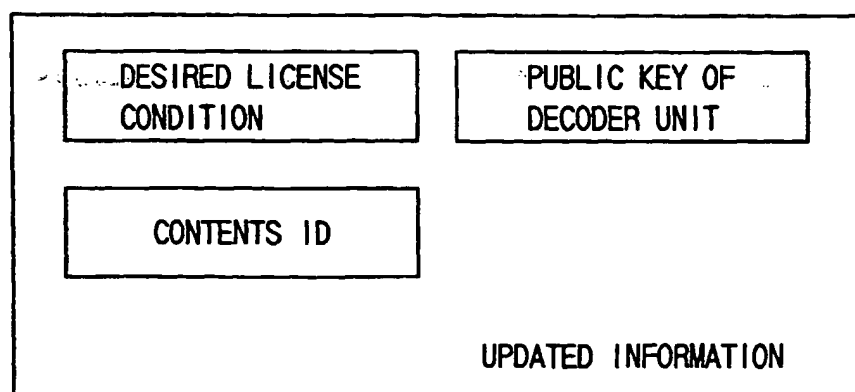 DESIRED LICENSE
CONDITION
PUBLIC KEY OF
DECODER UNIT
CONTENTS ID
UPDATED INFORMATION